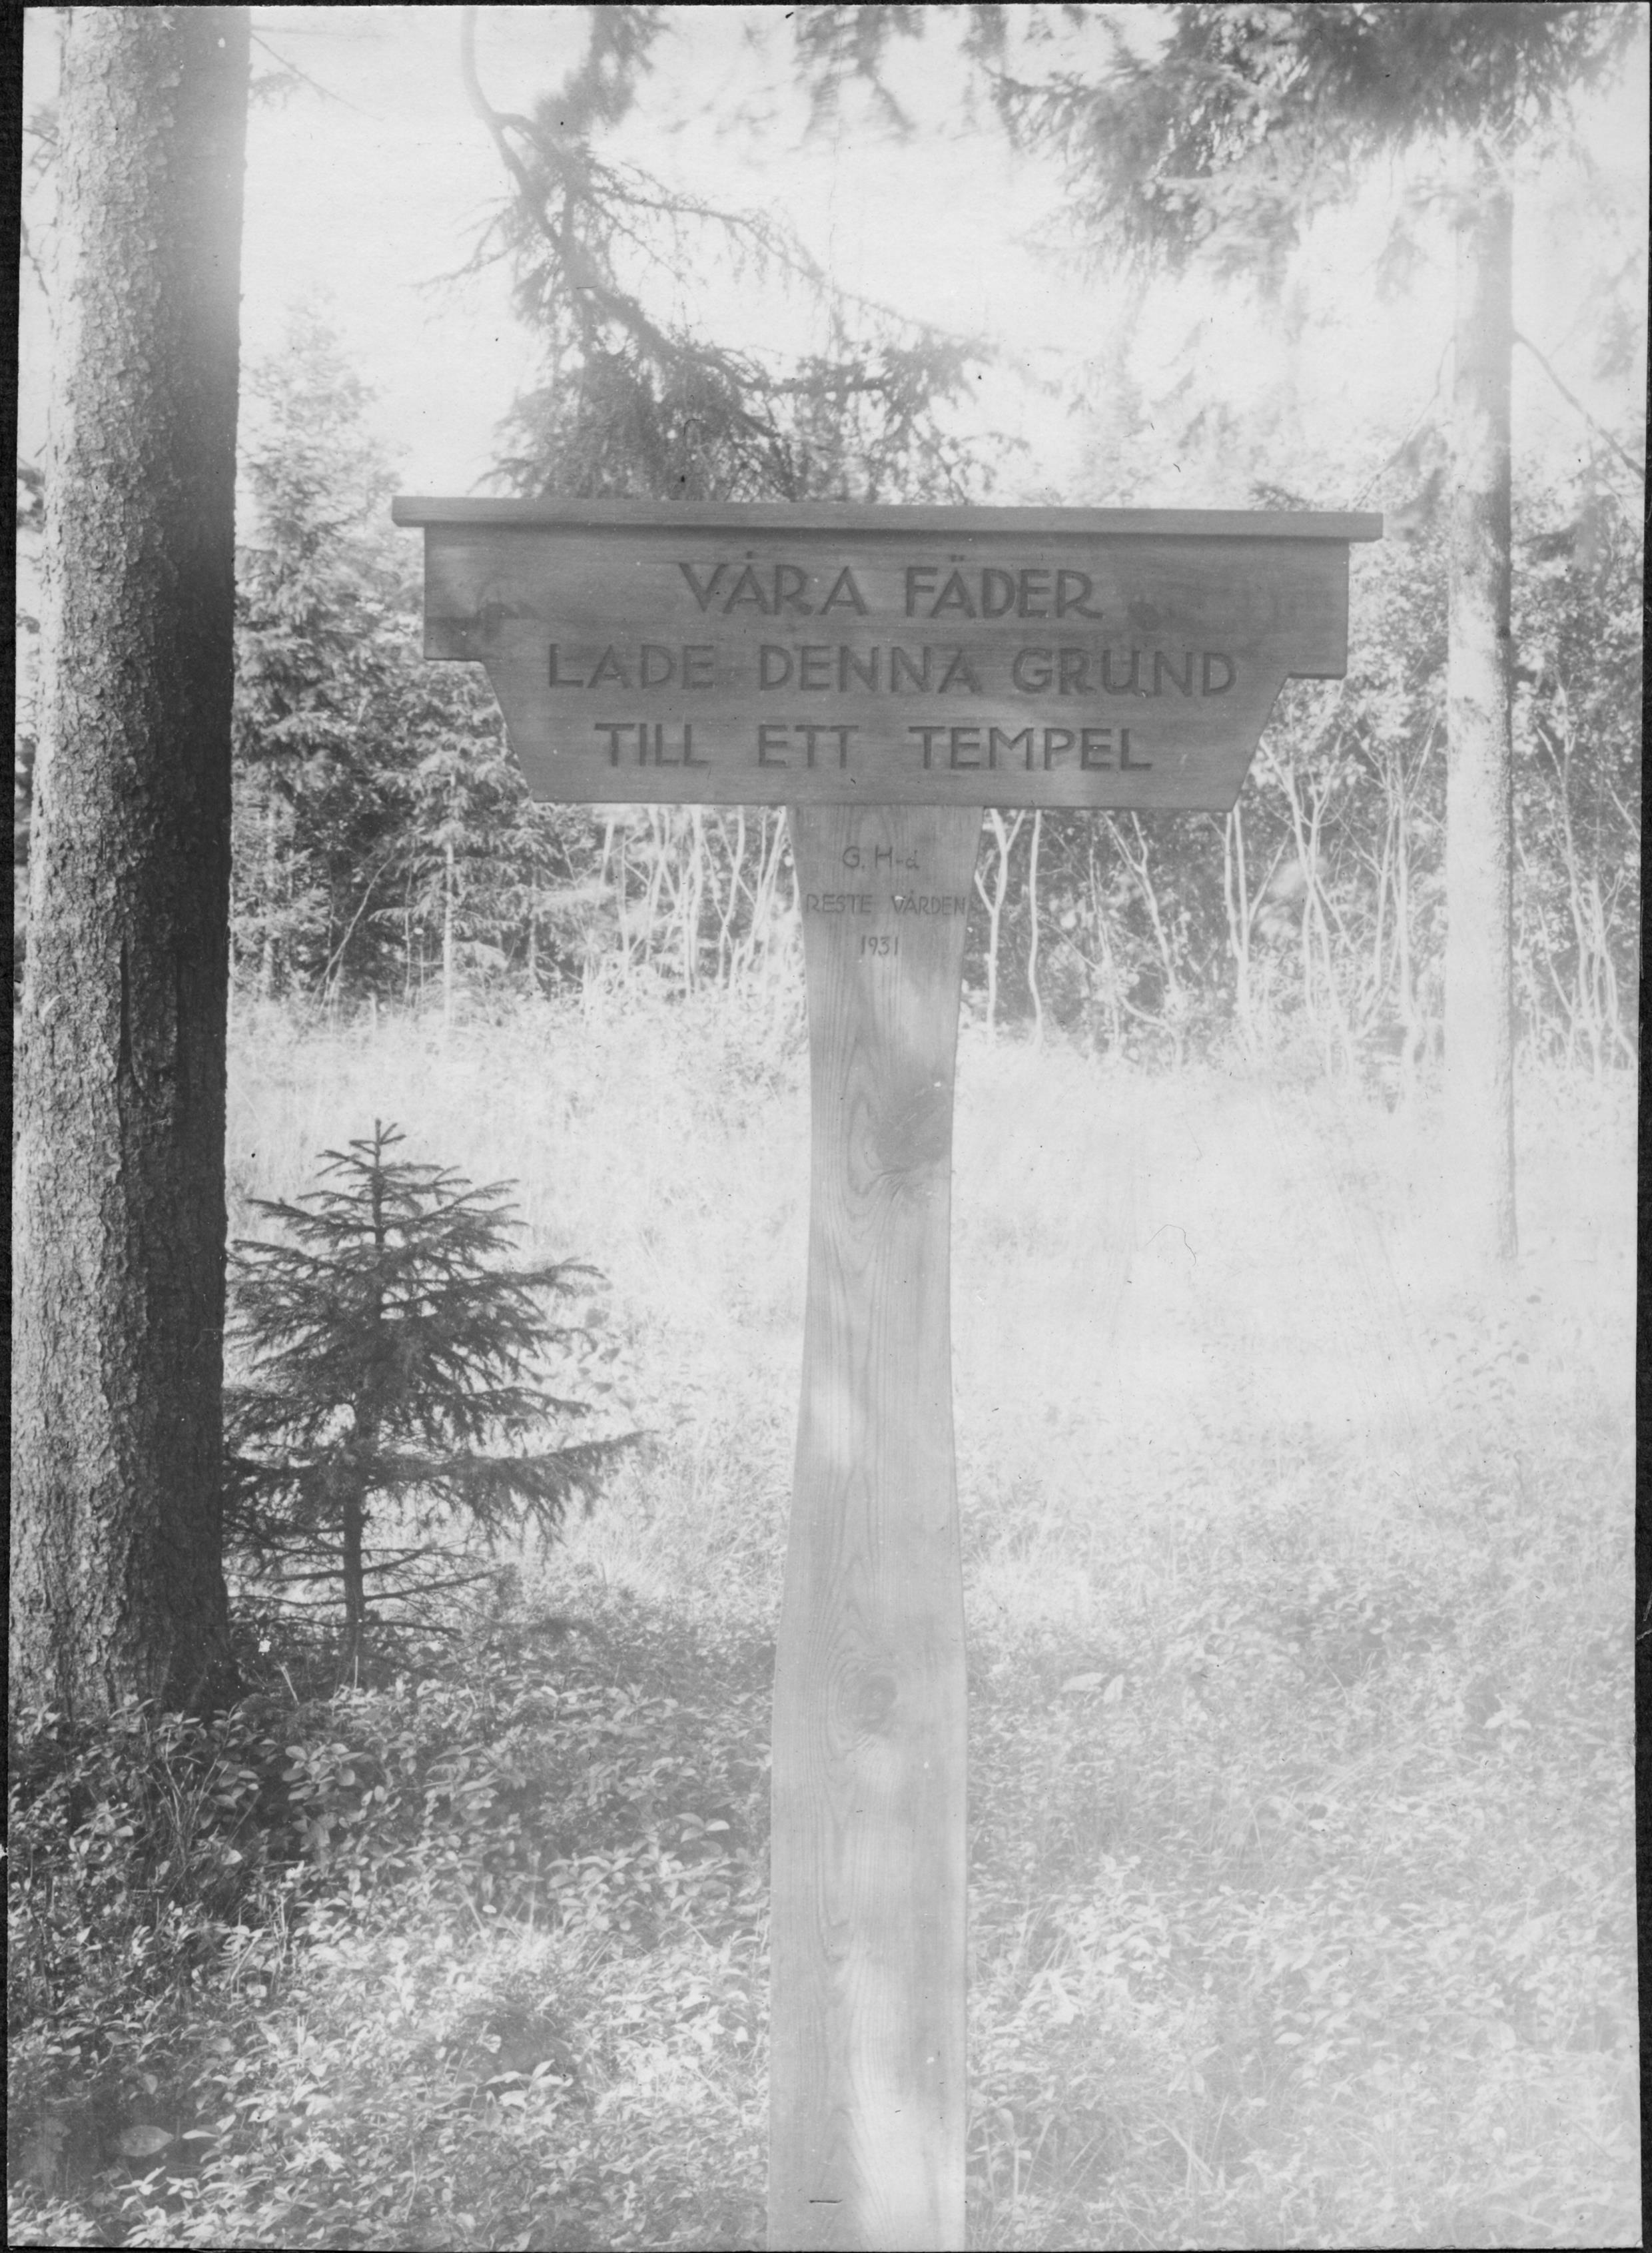 VÅRA FÄDER
LADE DENNA GRUND
TILL ETT TEMPEL
G. H-d.
RESTE VÅRDEN
1931